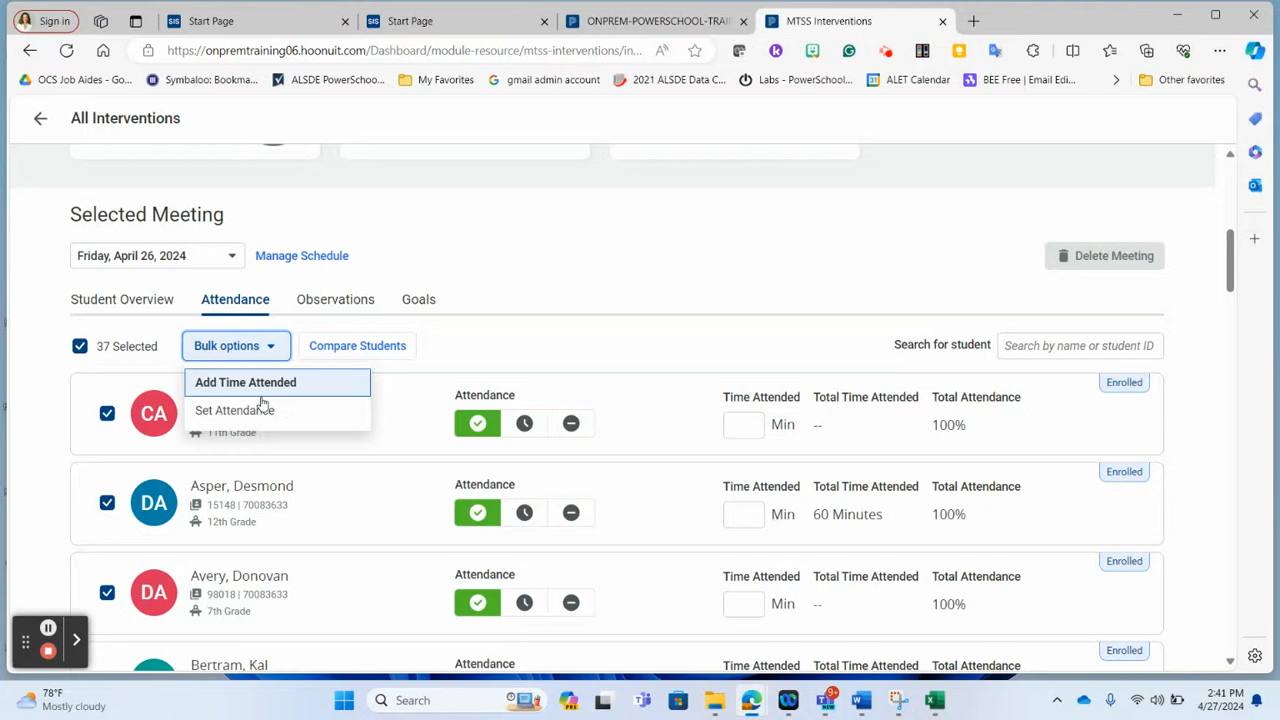 Sign in
SIS Start Page
SIS Start Page
ONPREM-POWERSCHOOL-TRAI
MTSS Interventions
https://onpremtraining06.hoonuit.com/Dashboard/module-resource/mtss-interventions/in...
OCS Job Aides - Go...
Symbaloo: Bookma...
ALSDE PowerSchoo...
My Favorites
gmail admin account
2021 ALSDE Data C...
Labs - PowerSchool...
ALET Calendar
BEE Free | Email Edi...
Other favorites
All Interventions
Selected Meeting
Friday, April 26, 2024
Manage Schedule
Delete Meeting
Student Overview
Attendance
Observations
Goals
37 Selected
Bulk options
Compare Students
Search for student
Search by name or student ID
Add Time Attended
Set Attendance
CA
11th Grade
Attendance
Time Attended
Total Time Attended
Total Attendance
Min
--
100%
Enrolled
DA
Asper, Desmond
15148 | 70083633
12th Grade
Attendance
Time Attended
Total Time Attended
Total Attendance
Min
60 Minutes
100%
Enrolled
DA
Avery, Donovan
98018 | 70083633
7th Grade
Attendance
Time Attended
Total Time Attended
Total Attendance
Min
--
100%
Enrolled
Bertram, Kal
Attendance
Time Attended
Total Time Attended
Total Attendance
Enrolled
78°F
Mostly cloudy
Search
9+
2:41 PM
4/27/2024